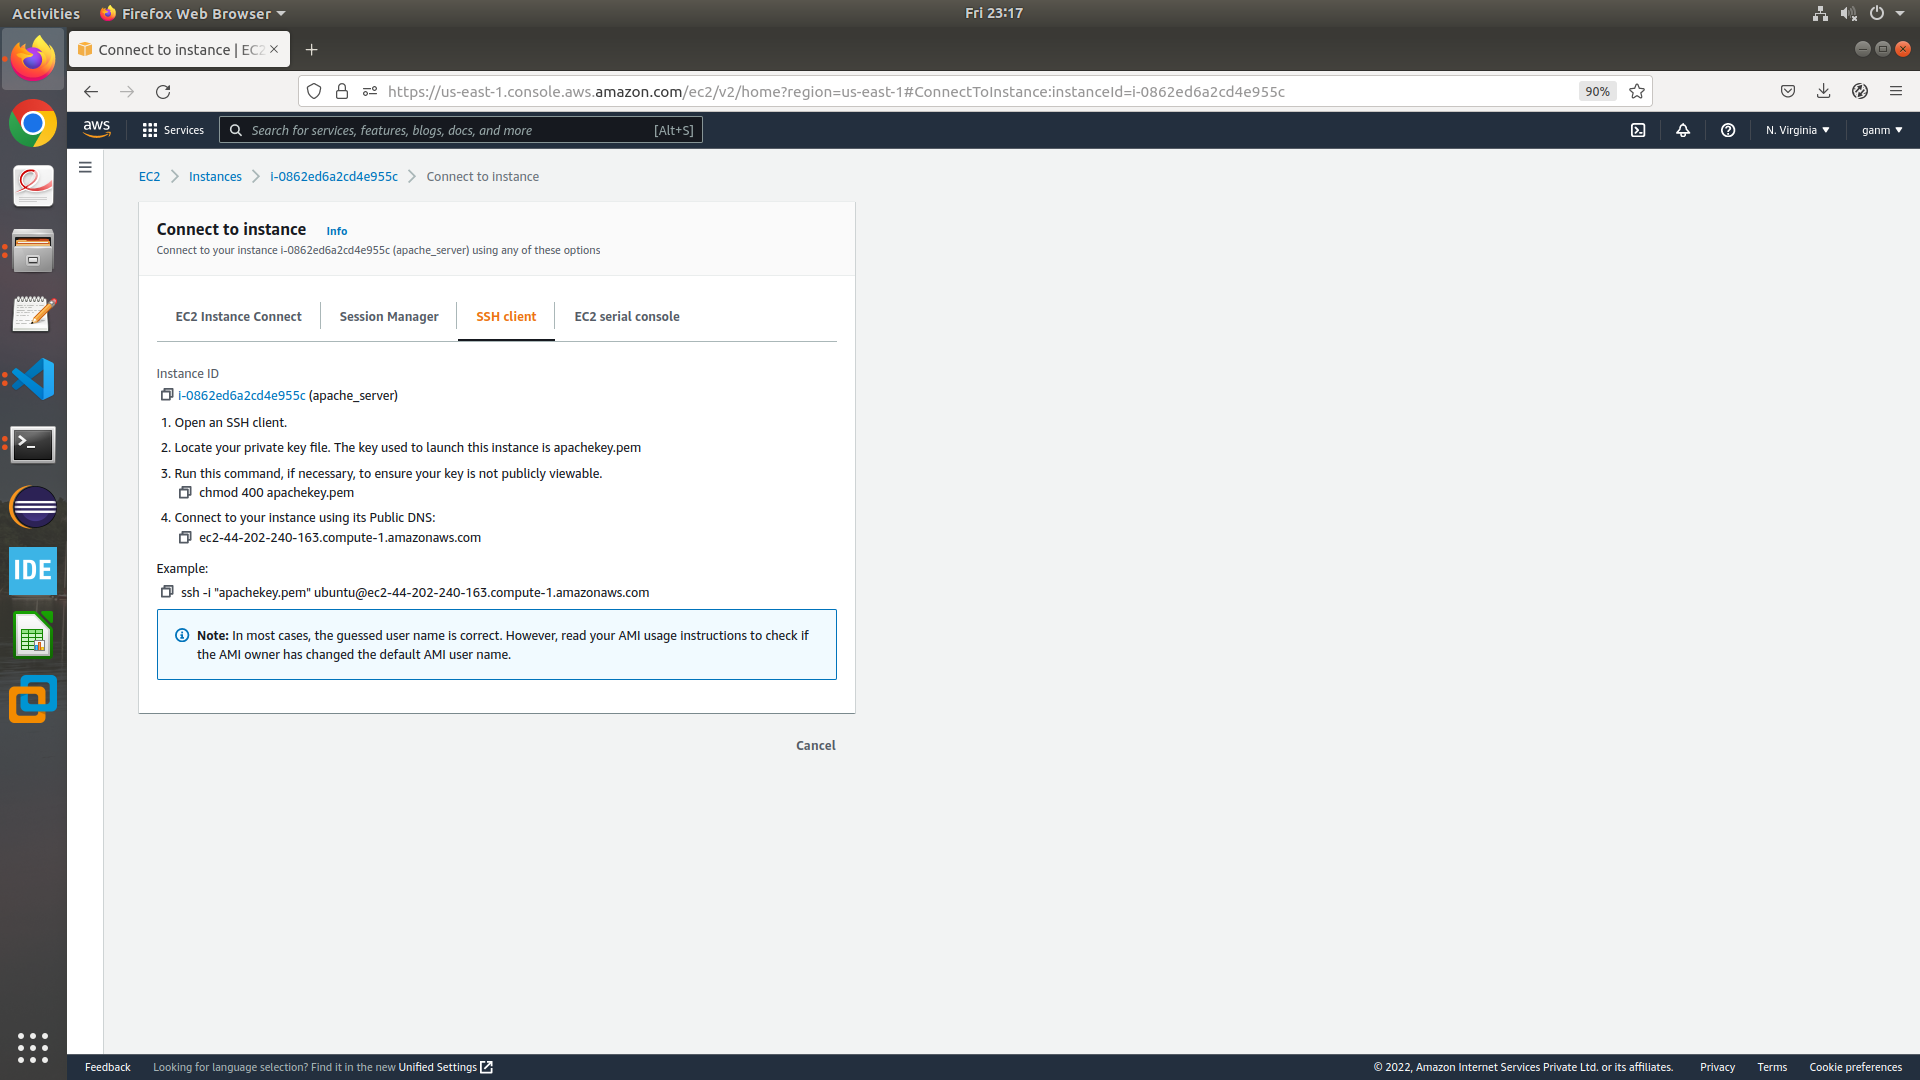 Activities
Firefox Web Browser
Fri 23:17
Connect to instance | EC2
https://us-east-1.console.aws.amazon.com/ec2/v2/home?region=us-east-1#ConnectToInstance:instanceId=i-0862ed6a2cd4e955c
90%
aws
Services
Search for services, features, blogs, docs, and more
[Alt+S]
N. Virginia
ganm
EC2
Instances
i-0862ed6a2cd4e955c
Connect to instance
Connect to instance Info
Connect to your instance i-0862ed6a2cd4e955c (apache_server) using any of these options
EC2 Instance Connect
Session Manager
SSH client
EC2 serial console
Instance ID
i-0862ed6a2cd4e955c (apache_server)
1. Open an SSH client.
2. Locate your private key file. The key used to launch this instance is apachekey.pem
3. Run this command, if necessary, to ensure your key is not publicly viewable.
chmod 400 apachekey.pem
4. Connect to your instance using its Public DNS:
ec2-44-202-240-163.compute-1.amazonaws.com
Example:
ssh -i "apachekey.pem" ubuntu@ec2-44-202-240-163.compute-1.amazonaws.com
Note: In most cases, the guessed user name is correct. However, read your AMI usage instructions to check if
the AMI owner has changed the default AMI user name.
Cancel
IDE
Feedback
Looking for language selection? Find it in the new Unified Settings
© 2022, Amazon Internet Services Private Ltd. or its affiliates.
Privacy
Terms
Cookie preferences